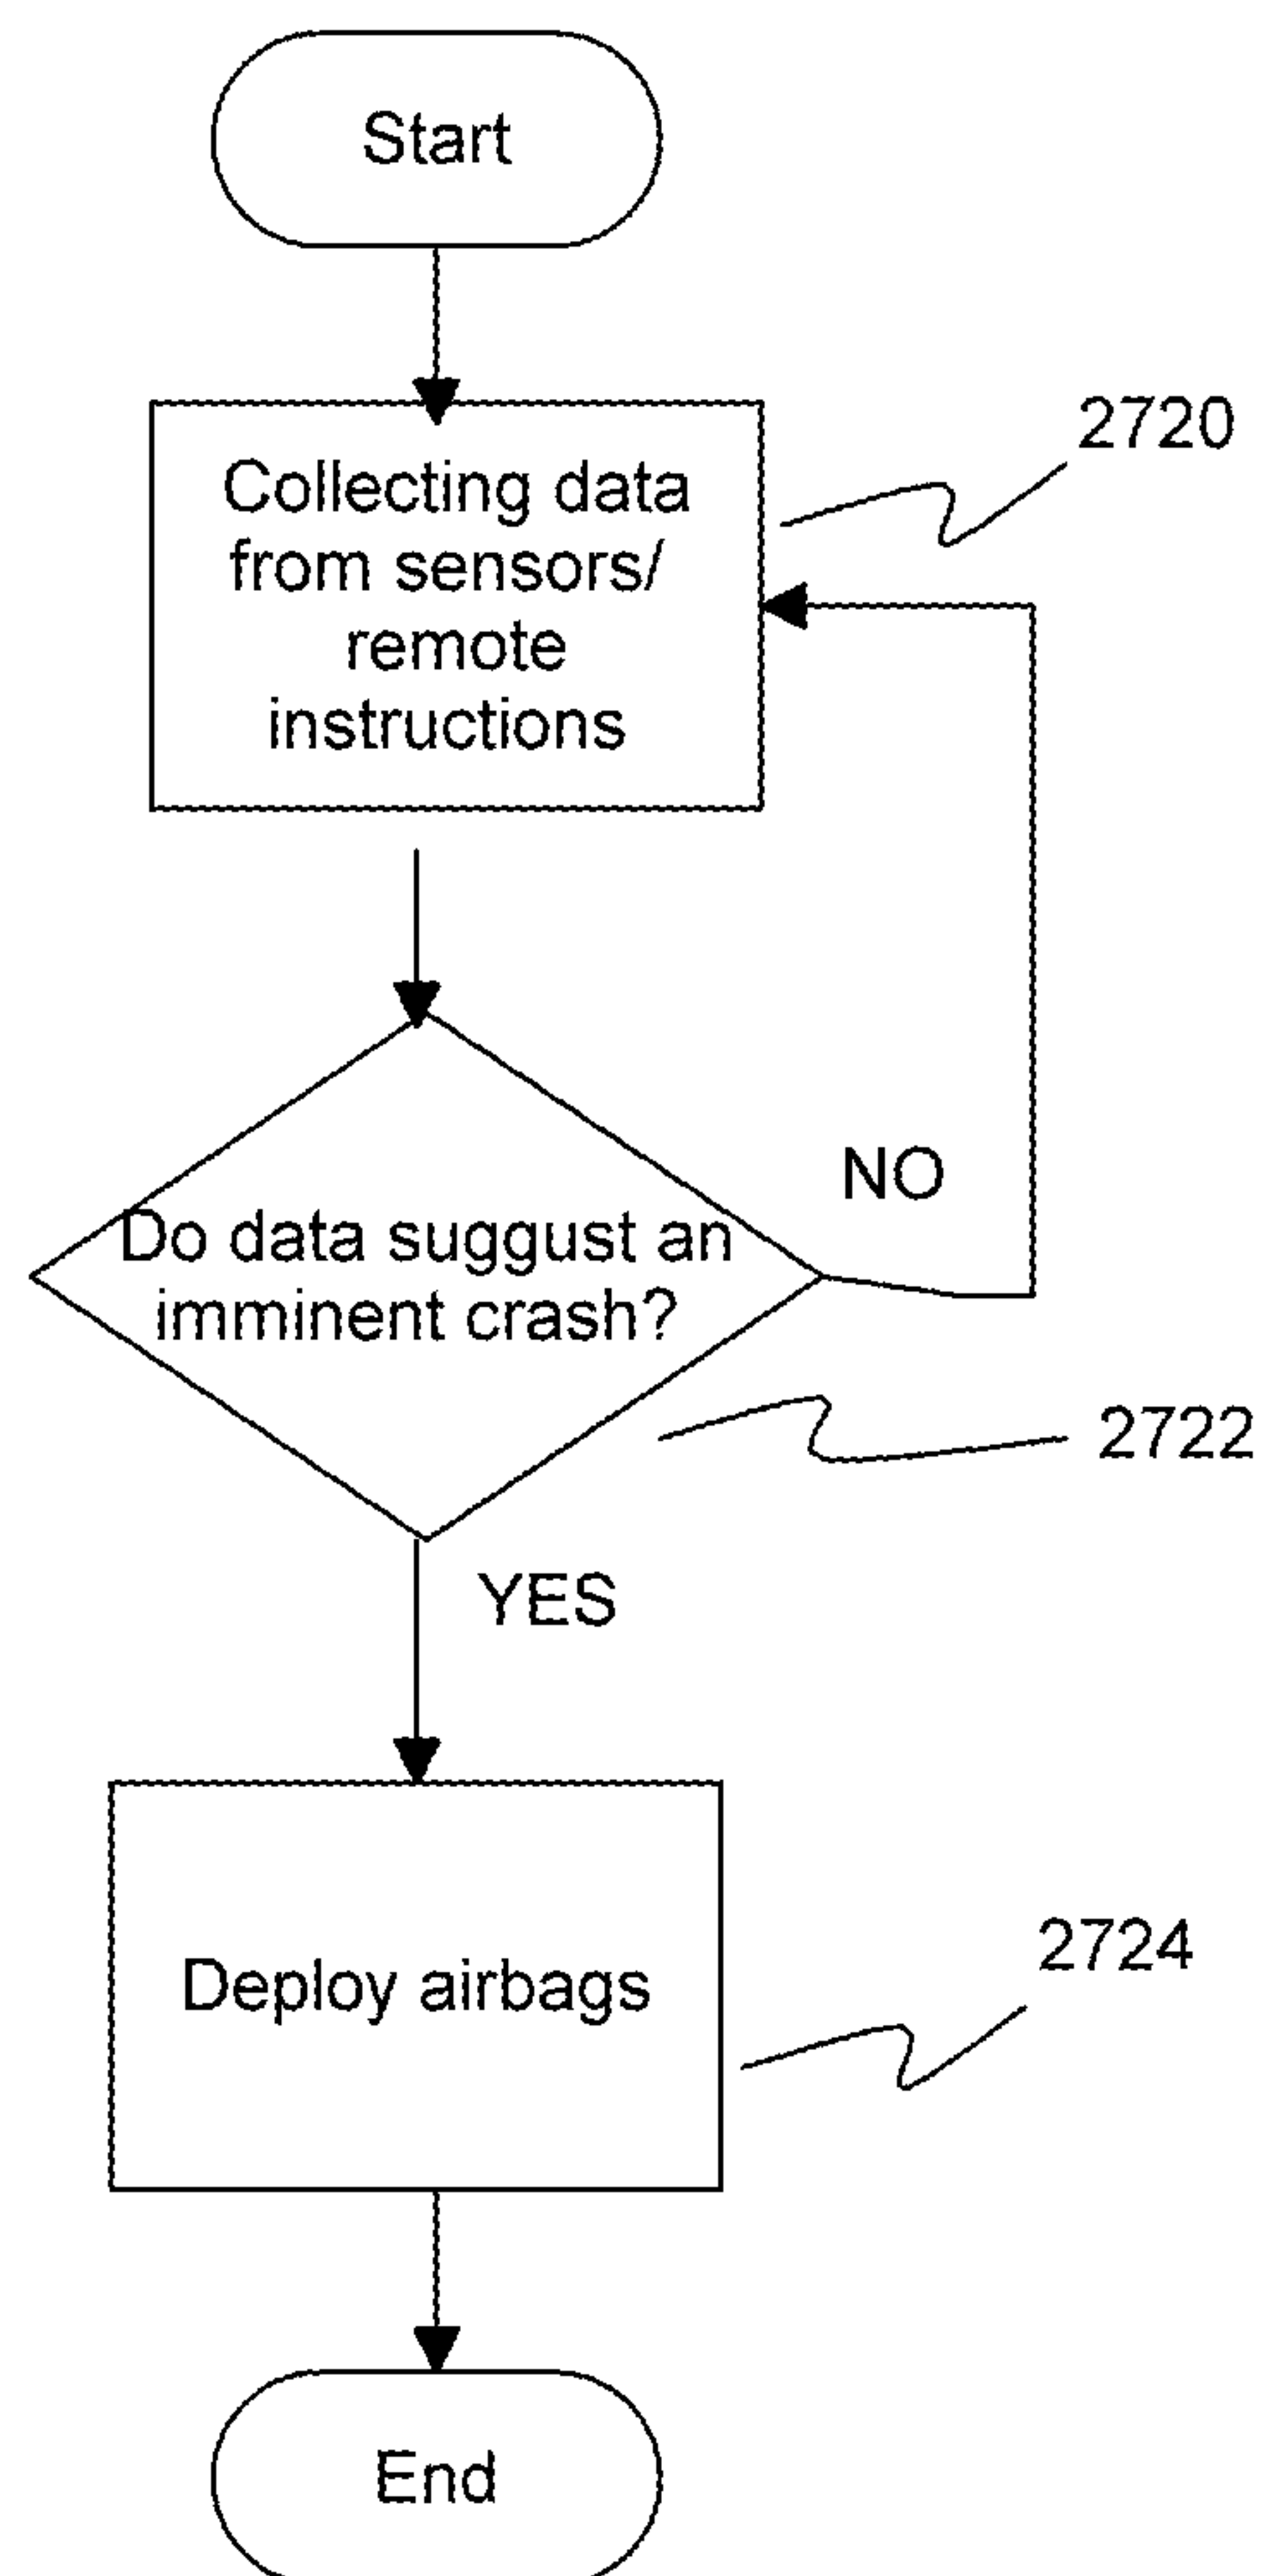 Start
2720
Collecting data
from sensors/
remote
instructions
NO
Do data suggust an
imminent crash?
2722
YES
2724
Deploy airbags
End